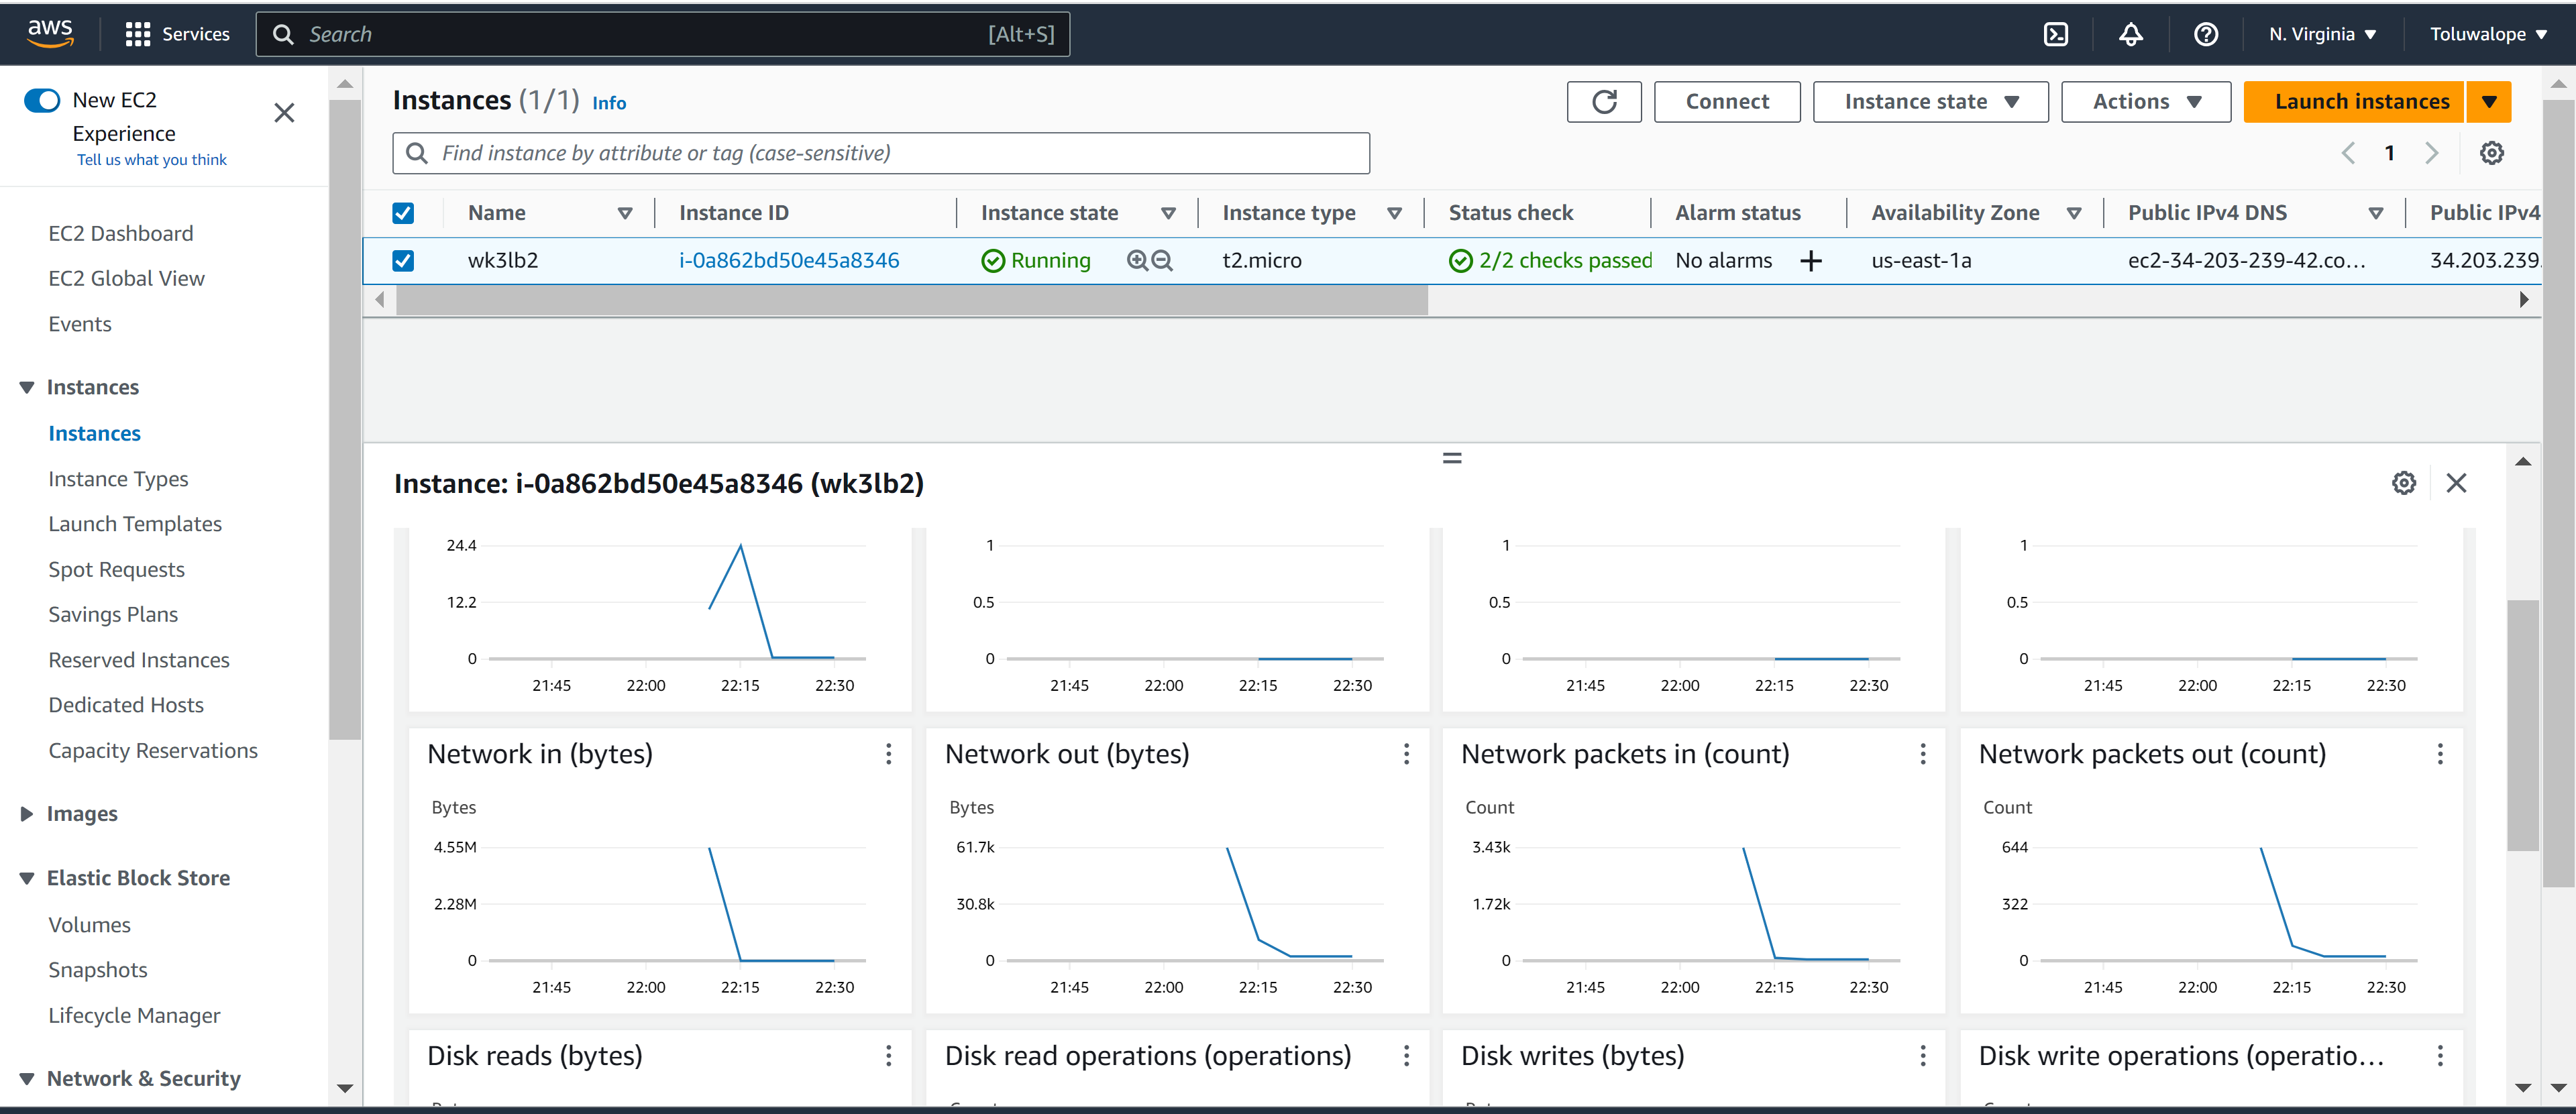 aws
Services
Search
[Alt+S]
N. Virginia
Toluwalope
New EC2
Experience
Tell us what you think
EC2 Dashboard
EC2 Global View
Events
Instances
Instances
Instance Types
Launch Templates
Spot Requests
Savings Plans
Reserved Instances
Dedicated Hosts
Capacity Reservations
Images
Elastic Block Store
Volumes
Snapshots
Lifecycle Manager
Network & Security
Instances (1/1) Info
Connect
Instance state
Actions
Launch instances
Find instance by attribute or tag (case-sensitive)
1
Name Instance ID Instance state Instance type Status check Alarm status Availability Zone Public IPv4 DNS Public IPv4
wk3lb2 i-0a862bd50e45a8346 Running t2.micro 2/2 checks passed No alarms + us-east-1a ec2-34-203-239-42.co... 34.203.239.
Instance: i-0a862bd50e45a8346 (wk3lb2)
24.4
12.2
0
21:45 22:00 22:15 22:30
1
0.5
0
21:45 22:00 22:15 22:30
1
0.5
0
21:45 22:00 22:15 22:30
1
0.5
0
21:45 22:00 22:15 22:30
Network in (bytes)
Bytes
4.55M
2.28M
0
21:45 22:00 22:15 22:30
Network out (bytes)
Bytes
61.7k
30.8k
0
21:45 22:00 22:15 22:30
Network packets in (count)
Count
3.43k
1.72k
0
21:45 22:00 22:15 22:30
Network packets out (count)
Count
644
322
0
21:45 22:00 22:15 22:30
Disk reads (bytes)
Disk read operations (operations)
Disk writes (bytes)
Disk write operations (operatio...